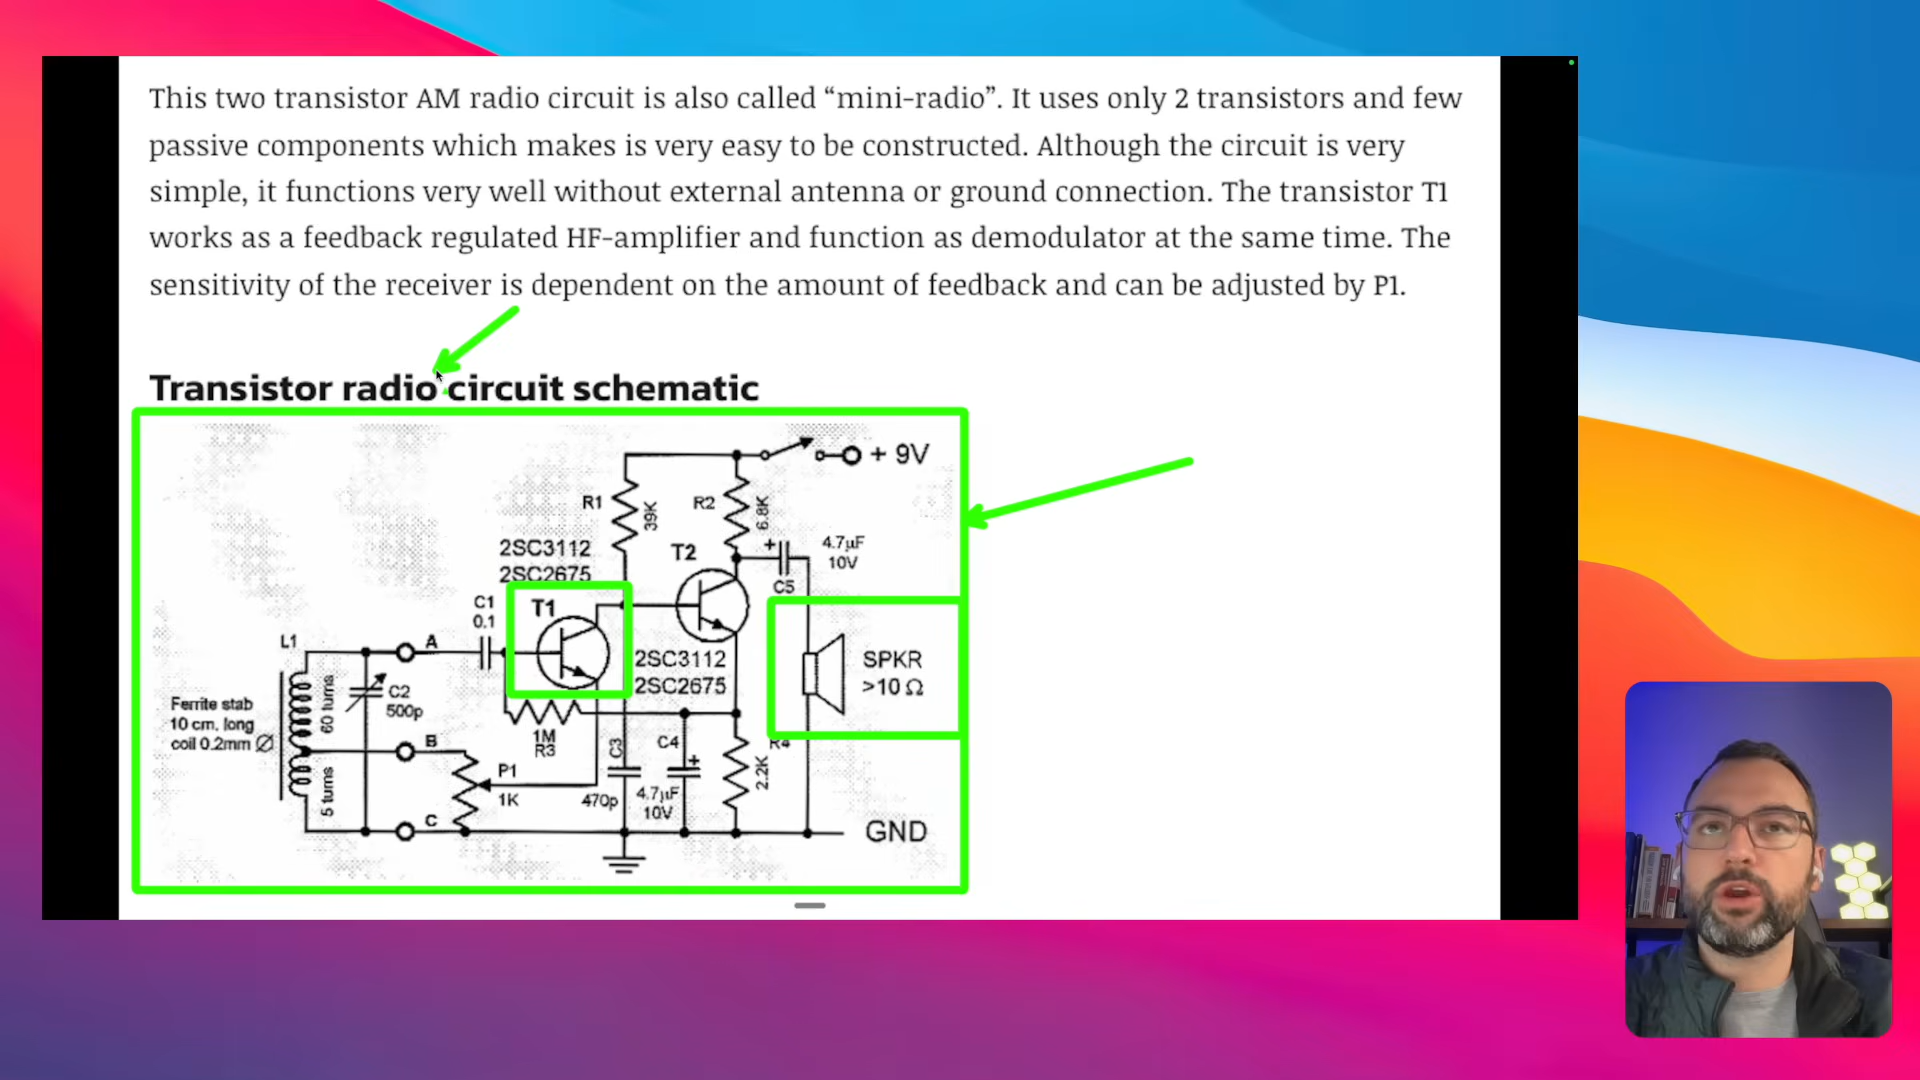 This two transistor AM radio circuit is also called “mini-radio”. It uses only 2 transistors and few
passive components which makes is very easy to be constructed. Although the circuit is very
simple, it functions very well without external antenna or ground connection. The transistor T1
works as a feedback regulated HF-amplifier and function as demodulator at the same time. The
sensitivity of the receiver is dependent on the amount of feedback and can be adjusted by P1.
Transistor radio circuit schematic
+ 9V
R1
39K
R2
6.8K
2SC3112
2SC2675
T2
+
4.7µF
10V
C5
C1
0.1
T1
L1
A
2SC3112
2SC2675
SPKR
>10 Ω
Ferrite stab
10 cm. long
coil 0.2mm Ø
60 turns
C2
500p
B
1M
R3
C3
C4
+
R4
2.2K
5 turns
P1
1K
470p
4.7µF
10V
C
GND